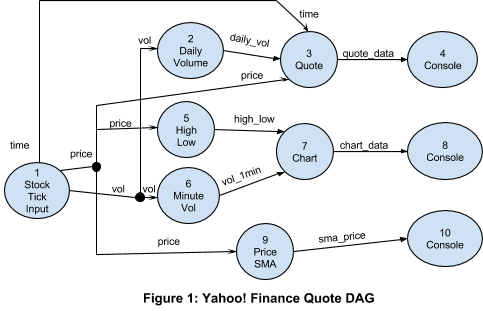 time
vol
2
Daily
Volume
daily_vol
3
Quote
quote_data
4
Console
price
price
5
High
Low
high_low
7
Chart
chart_data
8
Console
time
price
1
Stock
Tick
Input
vol
vol
6
Minute
Vol
vol_1min
price
9
Price
SMA
sma_price
10
Console
Figure 1: Yahoo! Finance Quote DAG